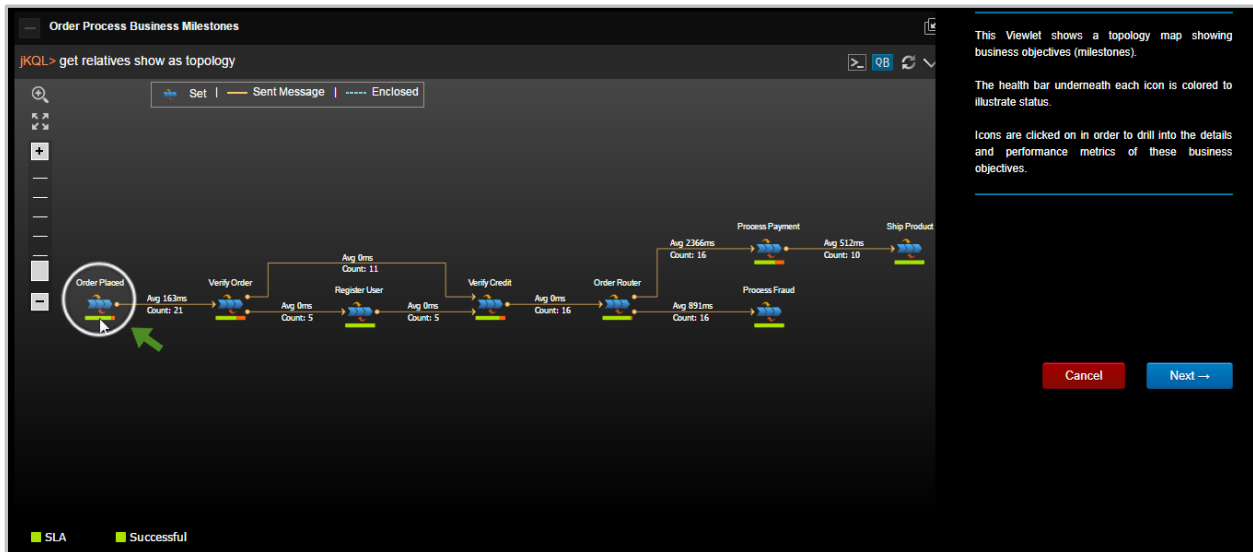 Order Process Business Milestones
jKQL> get relatives show as topology
QB
Set | Sent Message | Enclosed
Process Payment
Ship Product
Avg 2366ms
Count: 16
Avg 512ms
Count: 10
Avg 0ms
Count: 11
Order Placed
Verify Order
Register User
Verify Credit
Order Router
Process Fraud
Avg 163ms
Count: 21
Avg 0ms
Count: 5
Avg 0ms
Count: 5
Avg 0ms
Count: 16
Avg 891ms
Count: 16
SLA
Successful
This Viewlet shows a topology map showing
business objectives (milestones).
The health bar underneath each icon is colored to
illustrate status.
Icons are clicked on in order to drill into the details
and performance metrics of these business
objectives.
Cancel
Next →